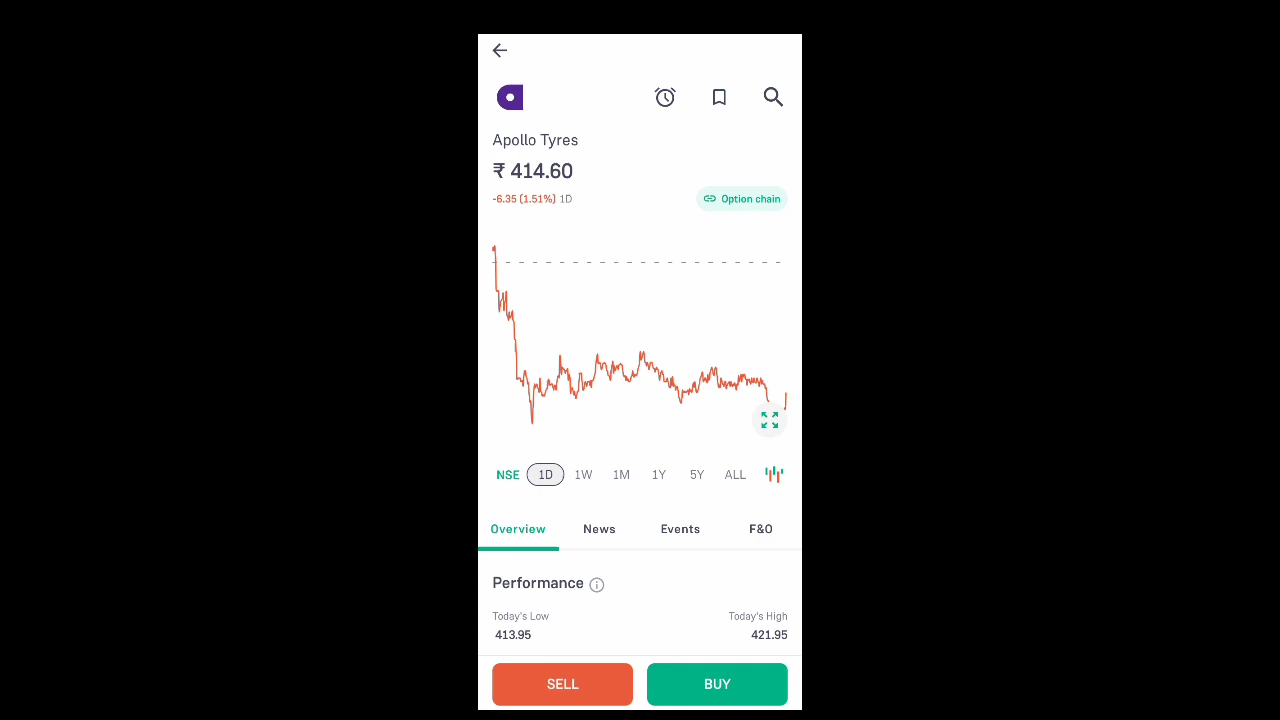 Apollo Tyres
₹ 414.60
-6.35 (1.51%) 1D
Option chain
NSE 1D 1W 1M 1Y 5Y ALL
Overview News Events F&O
Performance
Today's Low Today's High
413.95 421.95
SELL BUY